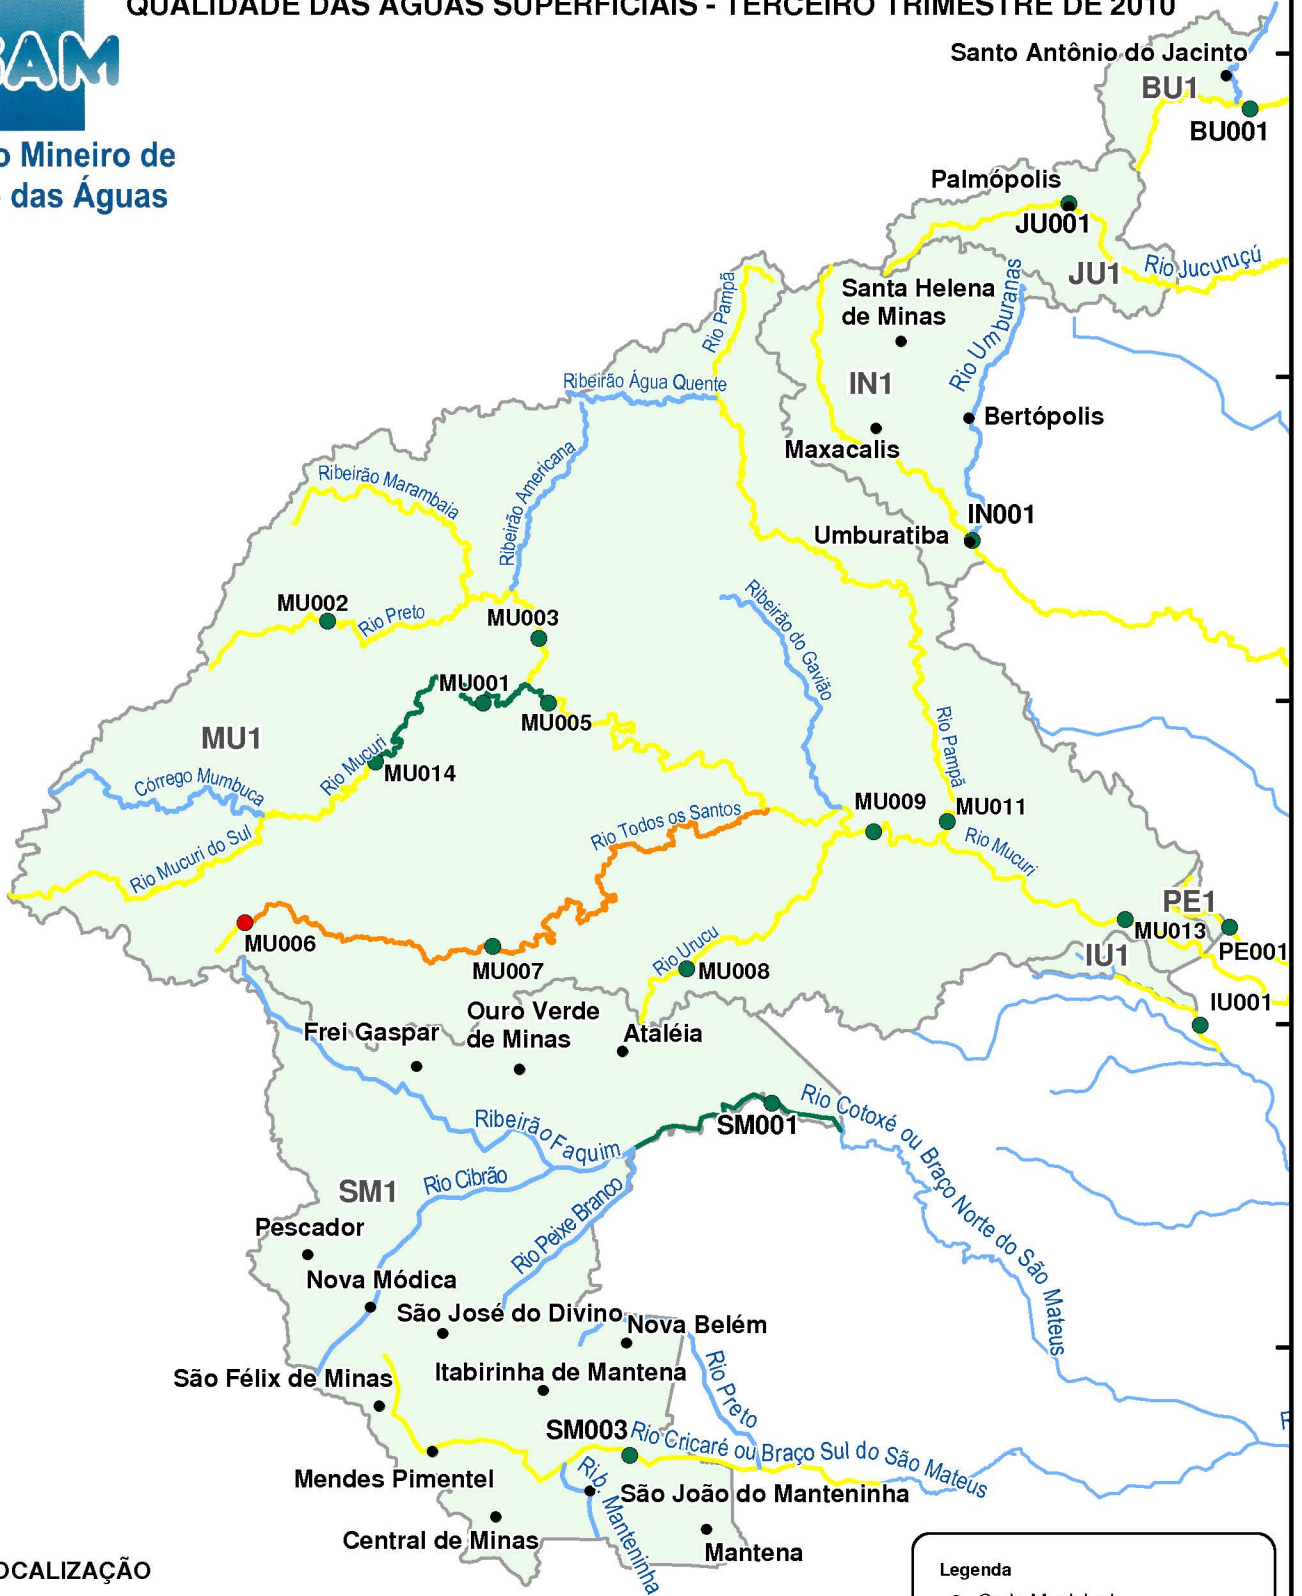 QUALIDADE DAS ÁGUAS SUPERFICIAIS - TERCEIRO TRIMESTRE DE 2010
Mineiro de
das Águas
Santo Antônio do Jacinto
BU1
BU001
Palmópolis
JU001
JU1
Rio Jucuruçú
Rio Pampã
Santa Helena
de Minas
Rio Umburanas
IN1
Ribeirão Água Quente
Bertópolis
Maxacalis
Ribeirão Marambaia
Ribeirão Americana
IN001
Umburatiba
MU002
Rio Preto
MU003
Ribeirão do Gavião
MU001
MU005
MU1
Rio Mucuri
MU014
Rio Pampã
Córrego Mumbuca
MU009
MU011
Rio Todos os Santos
Rio Mucuri
Rio Mucuri do Sul
PE1
MU006
MU013
PE001
MU007
Rio Urucu
MU008
IU1
IU001
Ouro Verde
de Minas
Frei Gaspar
Ataléia
Rio Cotoxé ou Braço Norte do São Mateus
SM001
Ribeirão Faquim
Rio Cibrão
SM1
Rio Peixe Branco
Pescador
Nova Módica
São José do Divino
Nova Belém
Itabirinha de Mantena
Rio Preto
São Félix de Minas
SM003
Rio Cricaré ou Braço Sul do São Mateus
Mendes Pimentel
Rib. Manteninha
São João do Manteninha
Central de Minas
Mantena
Legenda